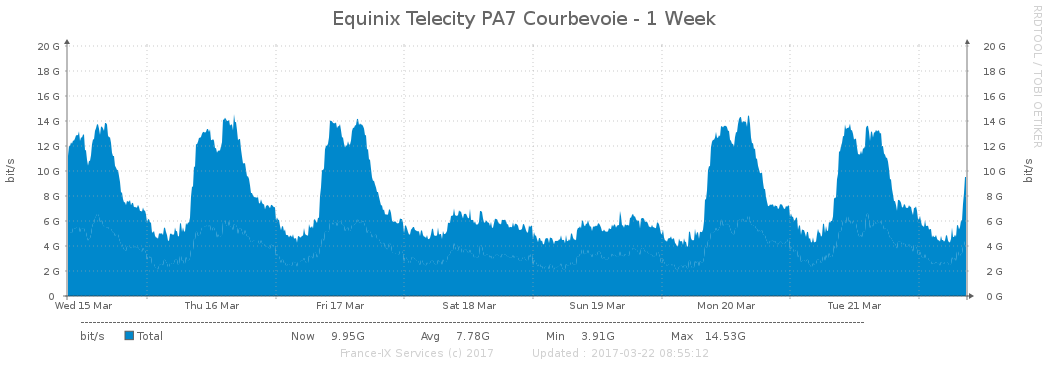 Equinix Telecity PA7 Courbevoie - 1 Week
RRDTOOL / TOBI OETIKER
bit/s
20 G 20 G
18 G 18 G
16 G 16 G
14 G 14 G
12 G 12 G
10 G 10 G
8 G 8 G
6 G 6 G
4 G 4 G
2 G 2 G
0 0 G
bit/s
Wed 15 Mar Thu 16 Mar Fri 17 Mar Sat 18 Mar Sun 19 Mar Mon 20 Mar Tue 21 Mar
bit/s Total Now 9.95G Avg 7.78G Min 3.91G Max 14.53G
France-IX Services (c) 2017 Updated : 2017-03-22 08:55:12